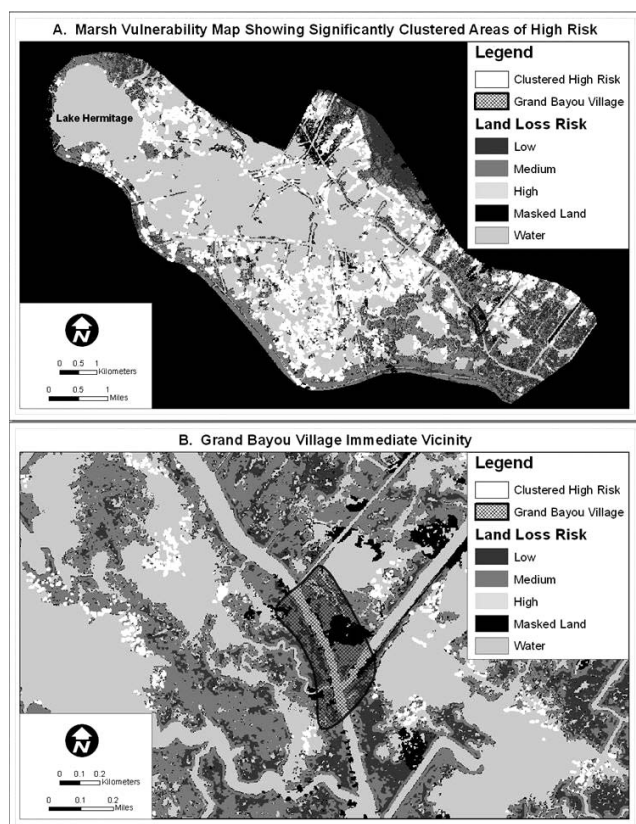 A. Marsh Vulnerability Map Showing Significantly Clustered Areas of High Risk
Lake Hermitage
Legend
Clustered High Risk
Grand Bayou Village
Land Loss Risk
Low
Medium
High
Masked Land
Water
N
0 0.5 1
Kilometers
0 0.5 1
Miles
B. Grand Bayou Village Immediate Vicinity
Legend
Clustered High Risk
Grand Bayou Village
Land Loss Risk
Low
Medium
High
Masked Land
Water
N
0 0.1 0.2
Kilometers
0 0.1 0.2
Miles